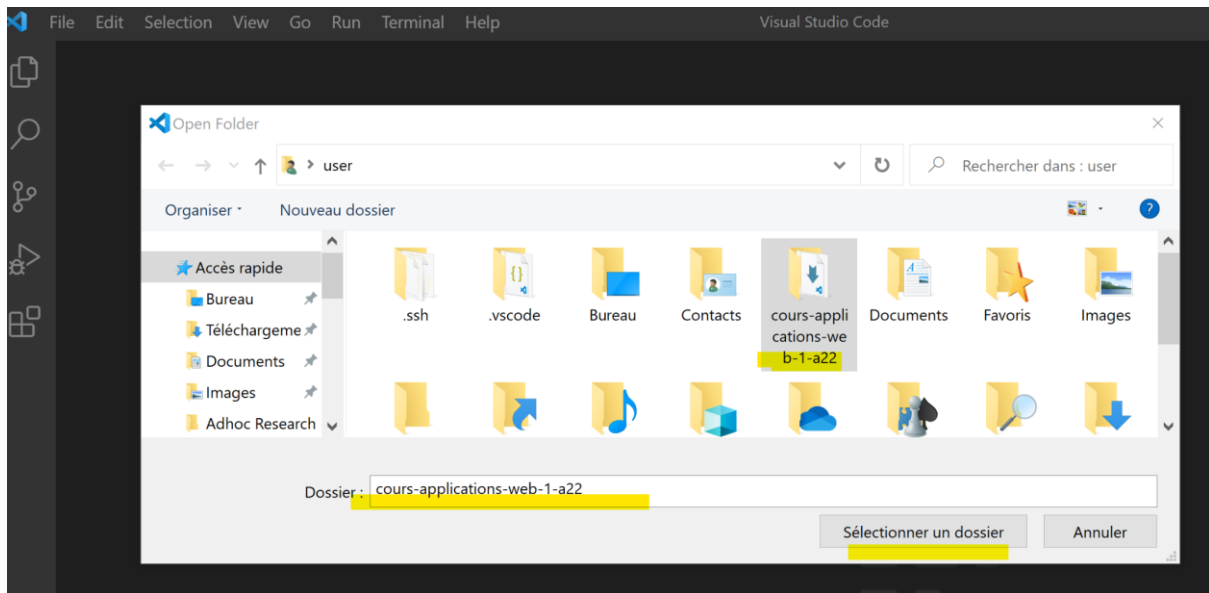 File Edit Selection View Go Run Terminal Help Visual Studio Code
Open Folder
user
Rechercher dans : user
Organiser Nouveau dossier
?
Accès rapide
Bureau
Téléchargeme
Documents
Images
Adhoc Research
.ssh
.vscode
Bureau
Contacts
cours-appli
cations-we
b-1-a22
Documents
Favoris
Images
Dossier : cours-applications-web-1-a22
Sélectionner un dossier Annuler